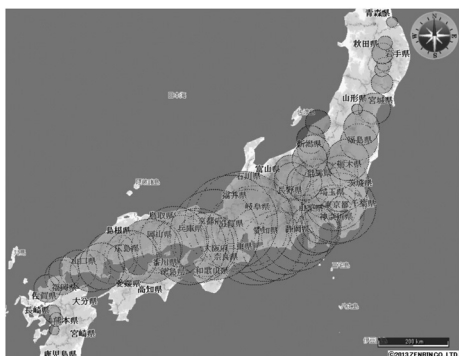 青森県
秋田県
岩手県
山形県
宮城県
日本海
新潟県
福島県
富山県
石川県
栃木県
群馬県
茨城県
長野県
埼玉県
福井県
岐阜県
東京都
千葉県
神奈川県
鳥取県
京都府
滋賀県
島根県
岡山県
兵庫県
愛知県
静岡県
広島県
大阪府
三重県
奈良県
山口県
香川県
徳島県
和歌山県
福岡県
愛媛県
高知県
佐賀県
大分県
長崎県
熊本県
宮崎県
鹿児島県
200 km
©2013 ZENRIN CO., LTD.